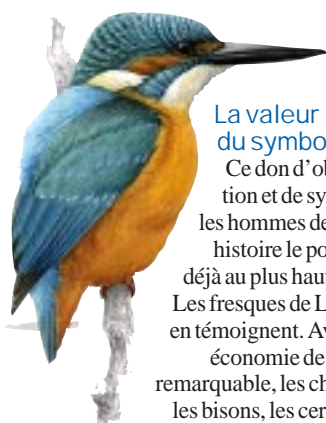 La valeur
du symbo
Ce don d'ob
tion et de sy
les hommes de
histoire le po
déjà au plus haut
Les fresques de L
en témoignent. Av
économie de
remarquable, les ch
les bisons, les cer